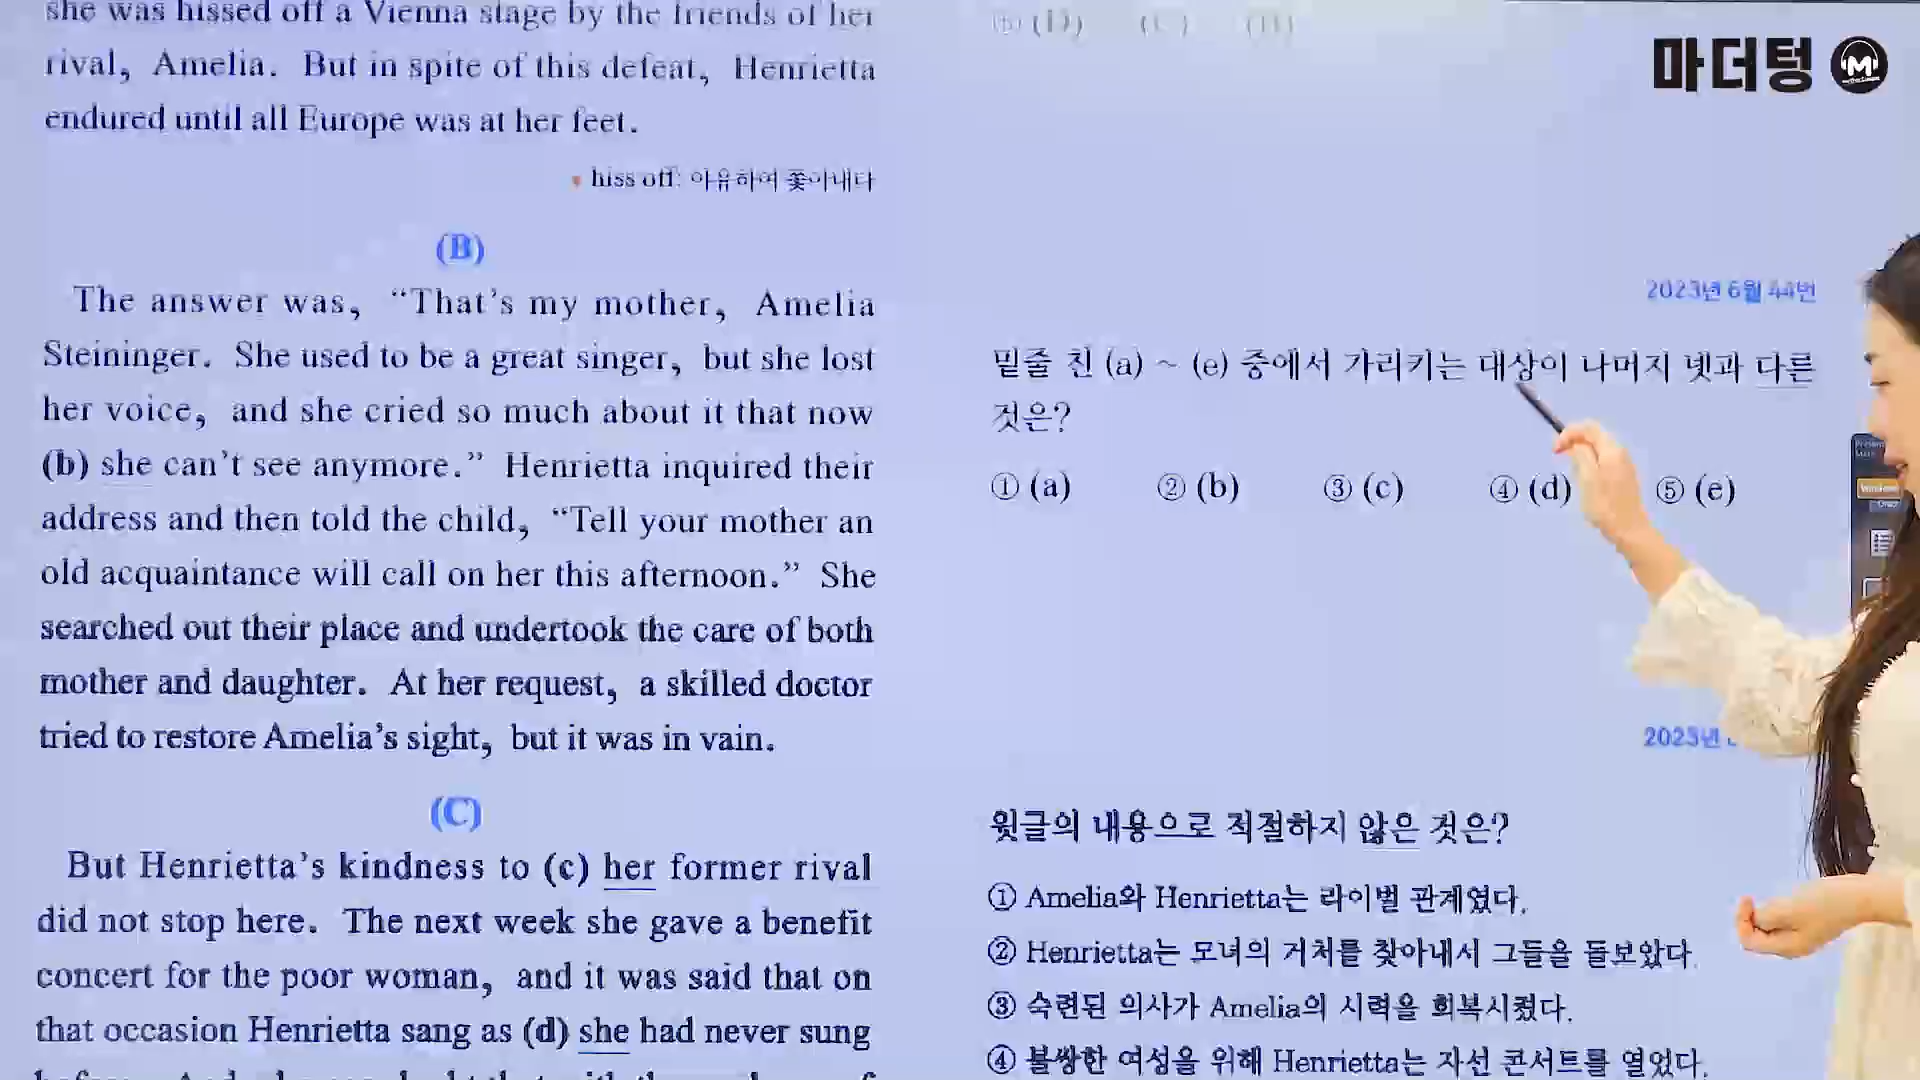 she was hissed off a Vienna stage by the friends of her
rival, Amelia. But in spite of this defeat, Henrietta
endured until all Europe was at her feet.
hiss off: 야유하여 쫓아내다
(B)
The answer was, “That’s my mother, Amelia
Steininger. She used to be a great singer, but she lost
her voice, and she cried so much about it that now
(b) she can’t see anymore.” Henrietta inquired their
address and then told the child, “Tell your mother an
old acquaintance will call on her this afternoon.” She
searched out their place and undertook the care of both
mother and daughter. At her request, a skilled doctor
tried to restore Amelia’s sight, but it was in vain.
(C)
But Henrietta’s kindness to (c) her former rival
did not stop here. The next week she gave a benefit
concert for the poor woman, and it was said that on
that occasion Henrietta sang as (d) she had never sung
마더텅
M
2023년 6월 44번
밑줄 친 (a) ~ (e) 중에서 가리키는 대상이 나머지 넷과 다른
것은?
① (a) ② (b) ③ (c) ④ (d) ⑤ (e)
2023년
윗글의 내용으로 적절하지 않은 것은?
① Amelia와 Henrietta는 라이벌 관계였다.
② Henrietta는 모녀의 거처를 찾아내서 그들을 돌보았다.
③ 숙련된 의사가 Amelia의 시력을 회복시켰다.
④ 불쌍한 여성을 위해 Henrietta는 자선 콘서트를 열었다.